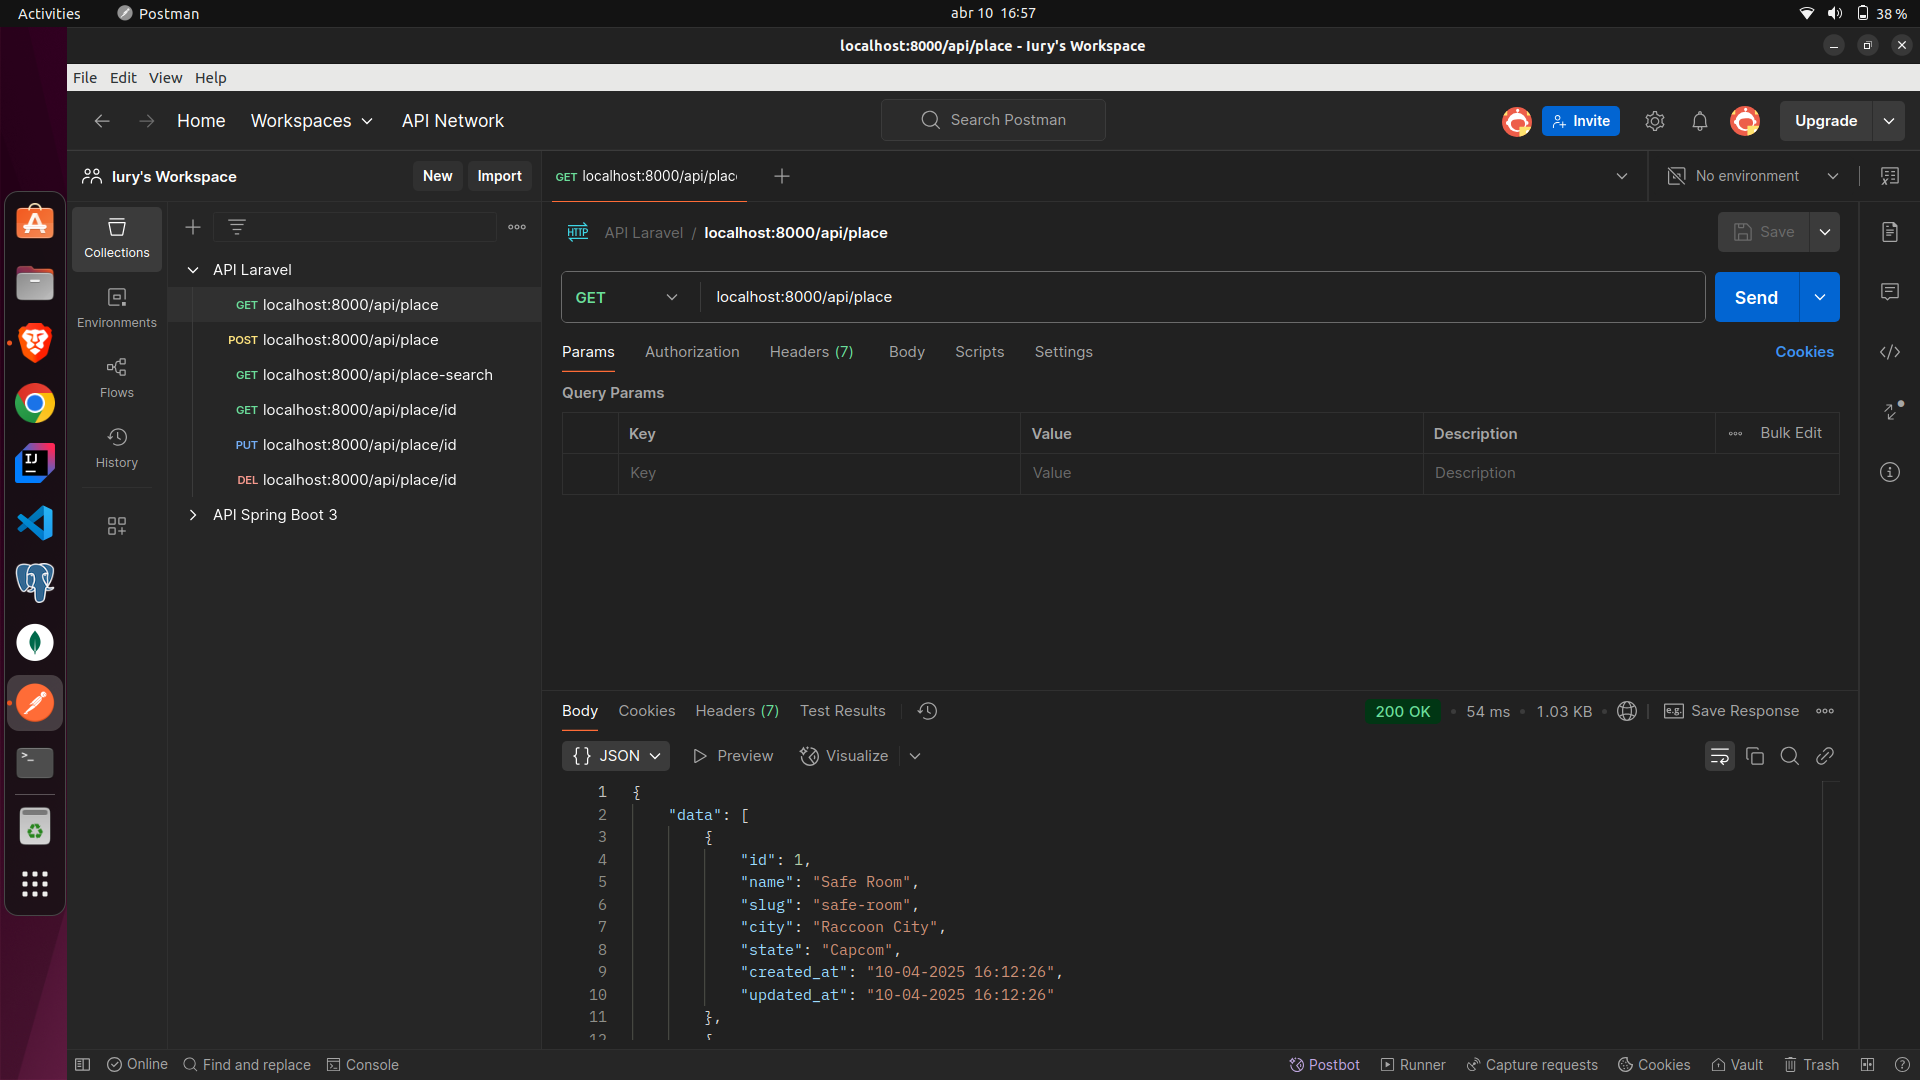 Activities
Postman
abr 10 16:57
38 %
localhost:8000/api/place - Iury's Workspace
File Edit View Help
Home
Workspaces
API Network
Search Postman
Invite
Upgrade
Iury's Workspace
New
Import
GET localhost:8000/api/plac
No environment
Collections
Environments
Flows
History
API Laravel
GET localhost:8000/api/place
POST localhost:8000/api/place
GET localhost:8000/api/place-search
GET localhost:8000/api/place/id
PUT localhost:8000/api/place/id
DEL localhost:8000/api/place/id
API Spring Boot 3
HTTP API Laravel / localhost:8000/api/place
Save
GET
localhost:8000/api/place
Send
Params
Authorization
Headers (7)
Body
Scripts
Settings
Cookies
Query Params
Key Value Description Bulk Edit
Key Value Description
Body
Cookies
Headers (7)
Test Results
200 OK
54 ms
1.03 KB
e.g. Save Response
{} JSON
Preview
Visualize
1 {
2 "data": [
3 {
4 "id": 1,
5 "name": "Safe Room",
6 "slug": "safe-room",
7 "city": "Raccoon City",
8 "state": "Capcom",
9 "created_at": "10-04-2025 16:12:26",
10 "updated_at": "10-04-2025 16:12:26"
11 },
12 {
Online
Find and replace
Console
Postbot
Runner
Capture requests
Cookies
Vault
Trash